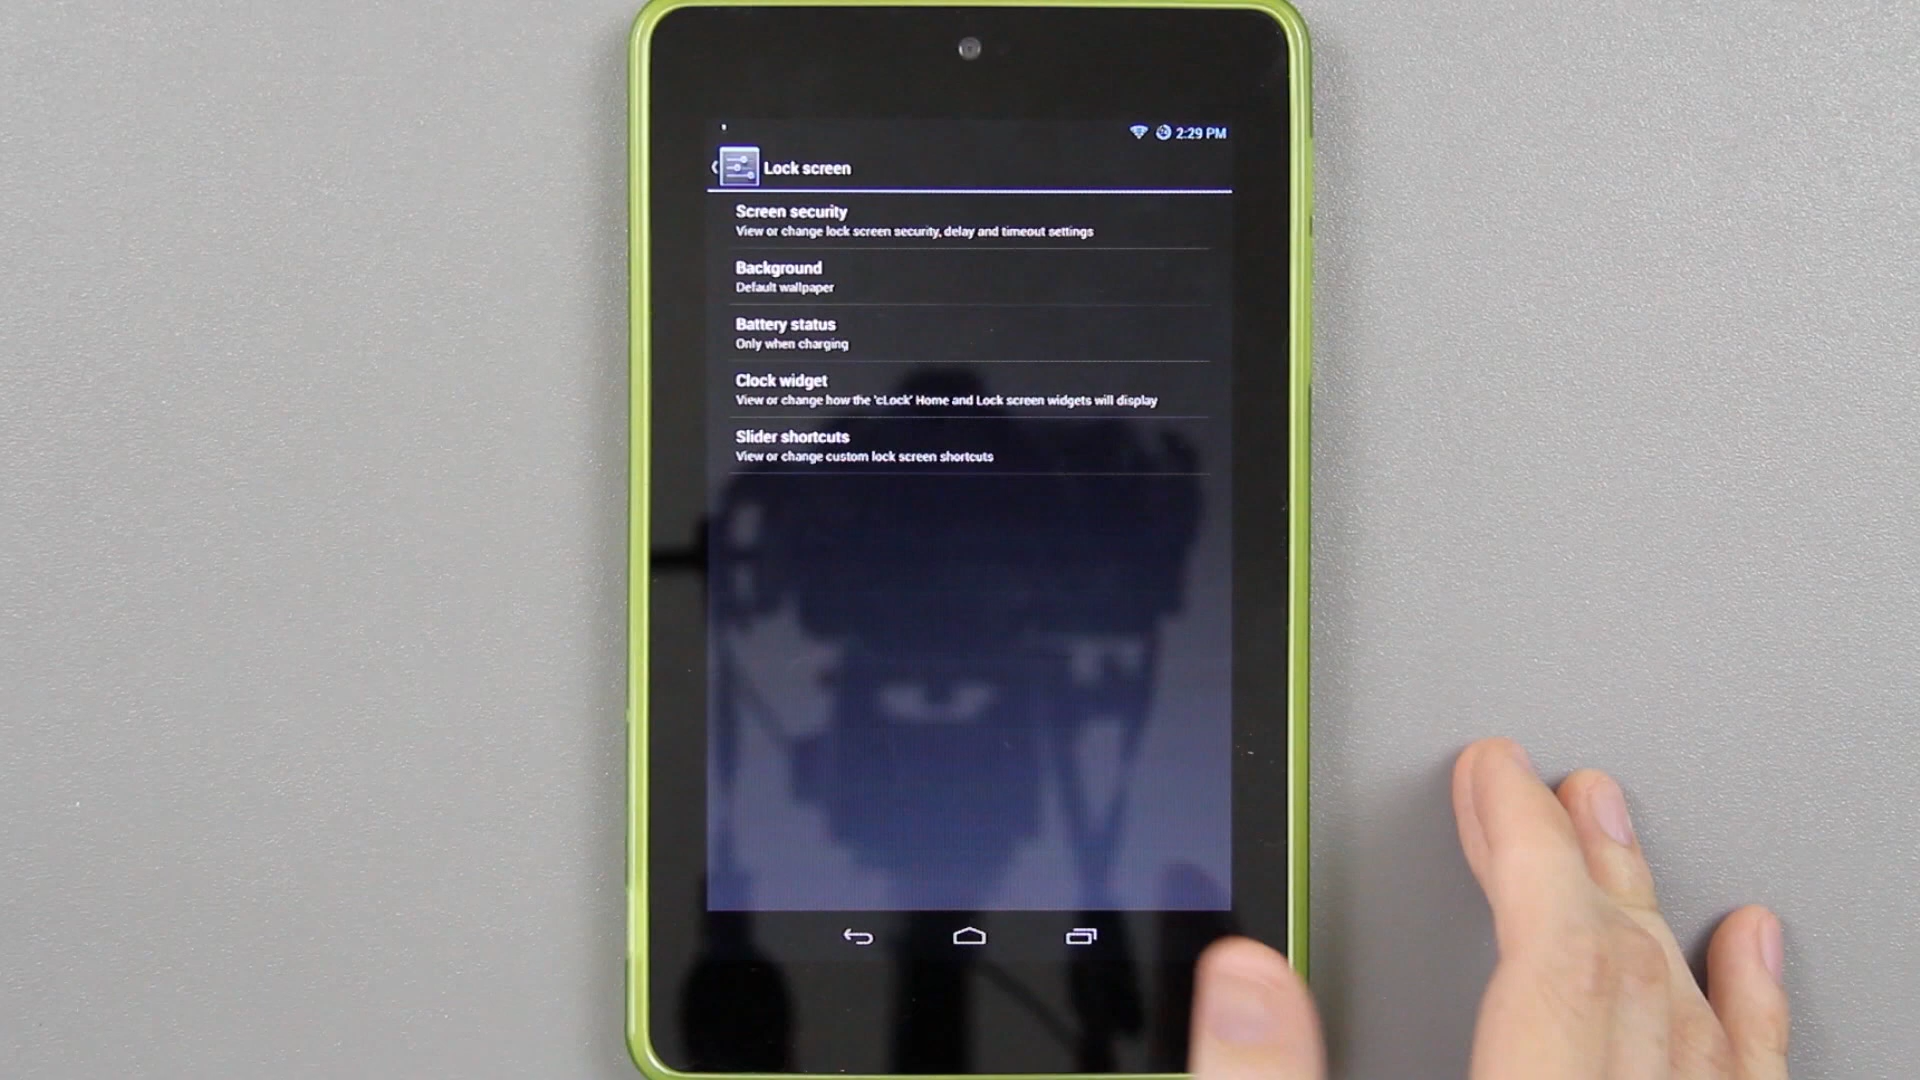 2:29 PM
Lock screen
Screen security
View or change lock screen security, delay and timeout settings
Background
Default wallpaper
Battery status
Only when charging
Clock widget
View or change how the 'cLock' Home and Lock screen widgets will display
Slider shortcuts
View or change custom lock screen shortcuts